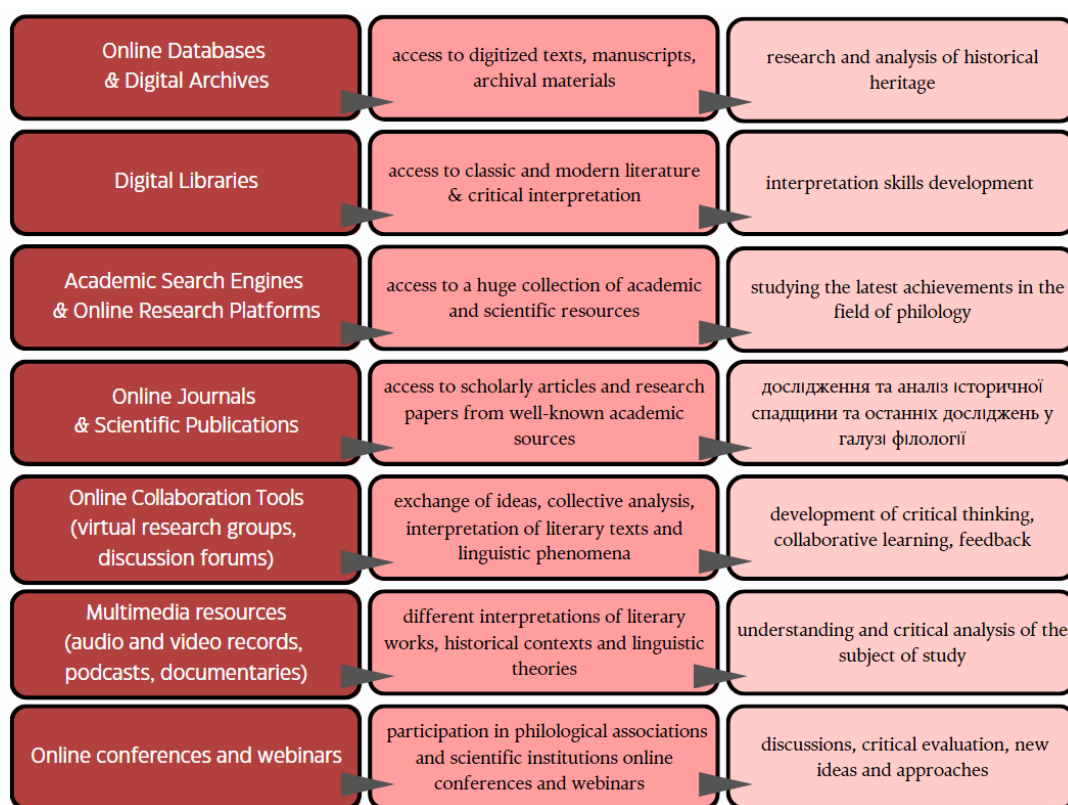 Online Databases
& Digital Archives
access to digitized texts, manuscripts,
archival materials
research and analysis of historical
heritage
Digital Libraries
access to classic and modern literature
& critical interpretation
interpretation skills development
Academic Search Engines
& Online Research Platforms
access to a huge collection of academic
and scientific resources
studying the latest achievements in the
field of philology
Online Journals
& Scientific Publications
access to scholarly articles and research
papers from well-known academic
sources
дослідження та аналіз історичної
спадщини та останніх досліджень у
галузі філології
Online Collaboration Tools
(virtual research groups,
discussion forums)
exchange of ideas, collective analysis,
interpretation of literary texts and
linguistic phenomena
development of critical thinking,
collaborative learning, feedback
Multimedia resources
(audio and video records,
podcasts, documentaries)
different interpretations of literary
works, historical contexts and linguistic
theories
understanding and critical analysis of the
subject of study
Online conferences and webinars
participation in philological associations
and scientific institutions online
conferences and webinars
discussions, critical evaluation, new
ideas and approaches